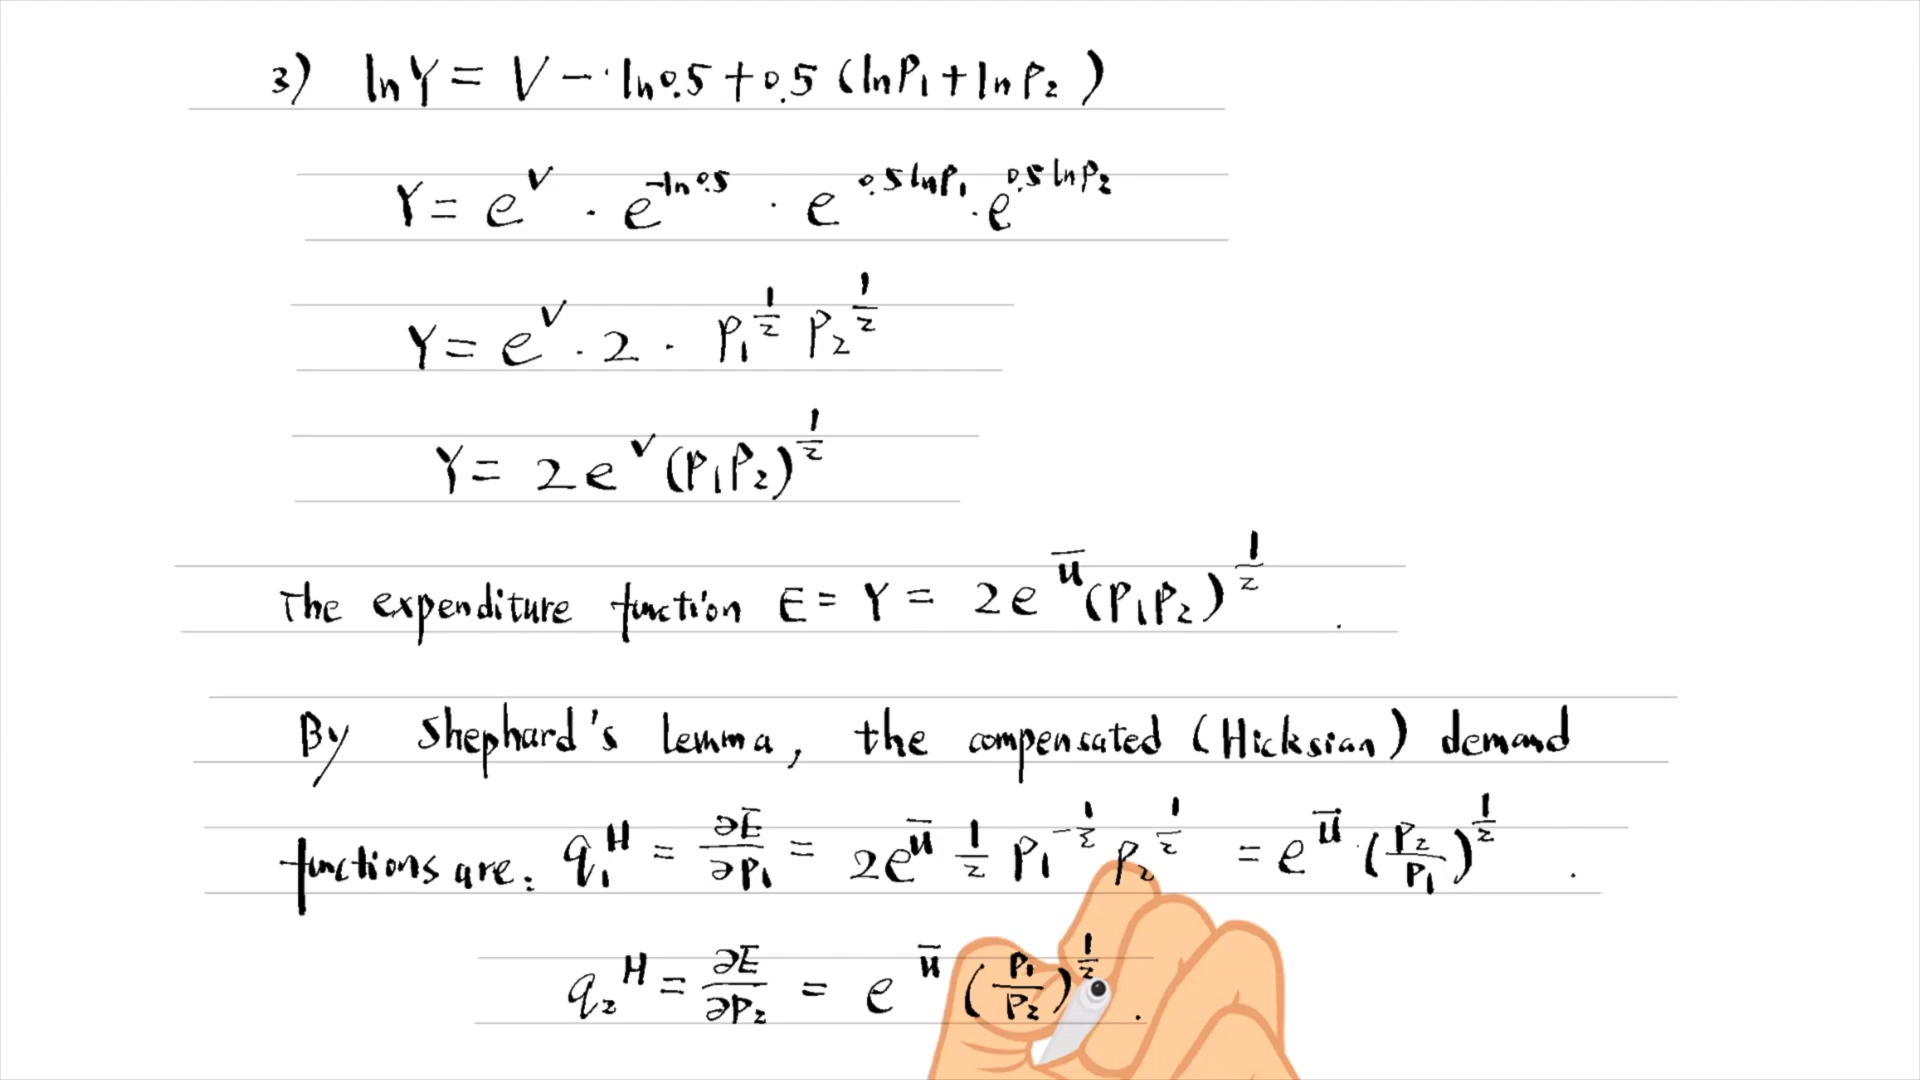 3) ln Y = V - ln0.5 + 0.5 (lnP₁ + lnP₂)
Y = e^V · e^(-ln0.5) · e^(0.5lnP₁) · e^(0.5lnP₂)
Y = e^V · 2 · P₁^(1/2) P₂^(1/2)
Y = 2e^V (P₁P₂)^(1/2)
The expenditure function E = Y = 2e^ū (P₁P₂)^(1/2) .
By Shephard's lemma, the compensated (Hicksian) demand
functions are: q₁^H = ∂E/∂P₁ = 2e^ū 1/2 P₁^(-1/2) P₂^(1/2) = e^ū · (P₂/P₁)^(1/2) .
q₂^H = ∂E/∂P₂ = e^ū (P₁/P₂)^(1/2) .